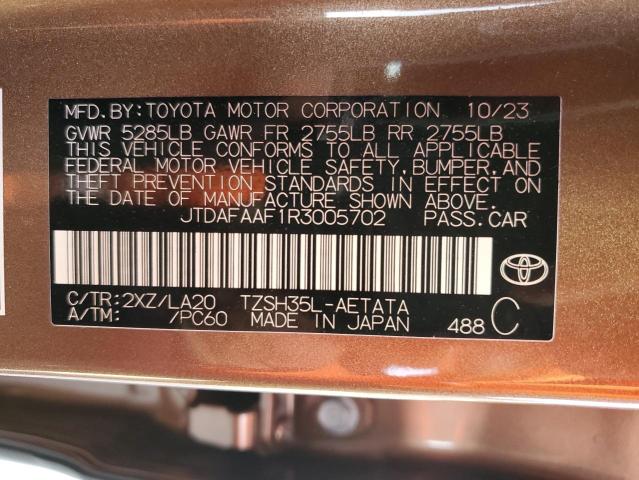 MFD.BY:TOYOTA MOTOR CORPORATION 10/23
GVWR 5285LB GAWR FR 2755LB RR 2755LB
THIS VEHICLE CONFORMS TO ALL APPLICABLE
FEDERAL MOTOR VEHICLE SAFETY,BUMPER,AND
THEFT PREVENTION STANDARDS IN EFFECT ON
THE DATE OF MANUFACTURE SHOWN ABOVE.
JTDAFAAF1R3005702 PASS.CAR
C/TR:2XZ/LA20 TZSH35L-AETATA
A/TM: /PC60 MADE IN JAPAN 488 C